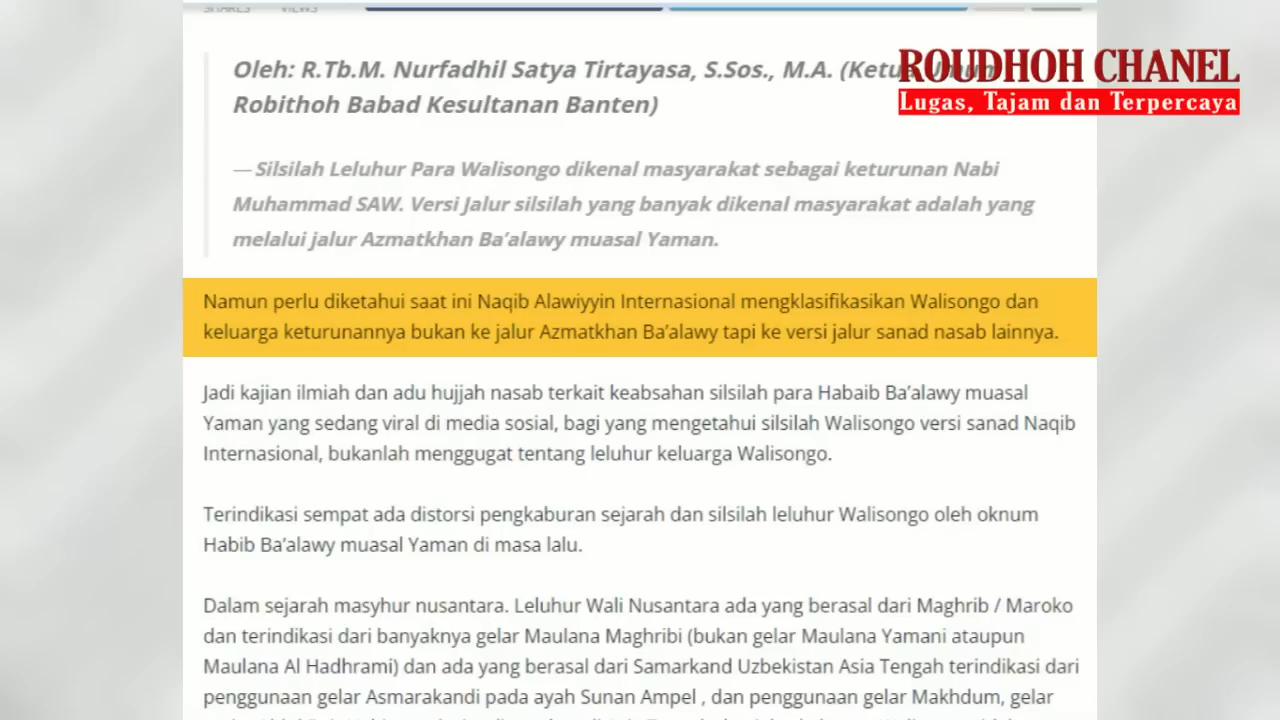 SHARES VIEWS
Oleh: R.Tb.M. Nurfadhil Satya Tirtayasa, S.Sos., M.A. (Ketua Umum
ROUDHOH CHANEL
Lugas, Tajam dan Terpercaya
Robithoh Babad Kesultanan Banten)
— Silsilah Leluhur Para Walisongo dikenal masyarakat sebagai keturunan Nabi
Muhammad SAW. Versi Jalur silsilah yang banyak dikenal masyarakat adalah yang
melalui jalur Azmatkhan Ba’alawy muasal Yaman.
Namun perlu diketahui saat ini Naqib Alawiyyin Internasional mengklasifikasikan Walisongo dan
keluarga keturunannya bukan ke jalur Azmatkhan Ba’alawy tapi ke versi jalur sanad nasab lainnya.
Jadi kajian ilmiah dan adu hujjah nasab terkait keabsahan silsilah para Habaib Ba’alawy muasal
Yaman yang sedang viral di media sosial, bagi yang mengetahui silsilah Walisongo versi sanad Naqib
Internasional, bukanlah menggugat tentang leluhur keluarga Walisongo.
Terindikasi sempat ada distorsi pengkaburan sejarah dan silsilah leluhur Walisongo oleh oknum
Habib Ba’alawy muasal Yaman di masa lalu.
Dalam sejarah masyhur nusantara. Leluhur Wali Nusantara ada yang berasal dari Maghrib / Maroko
dan terindikasi dari banyaknya gelar Maulana Maghribi (bukan gelar Maulana Yamani ataupun
Maulana Al Hadhrami) dan ada yang berasal dari Samarkand Uzbekistan Asia Tengah terindikasi dari
penggunaan gelar Asmarakandi pada ayah Sunan Ampel , dan penggunaan gelar Makhdum, gelar